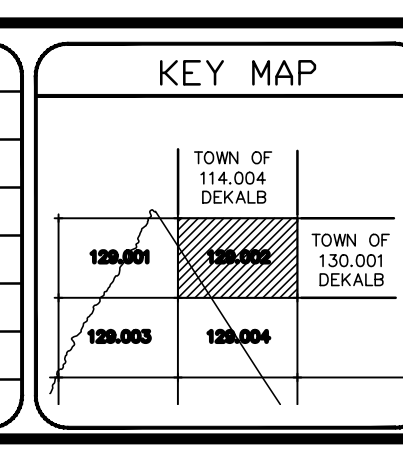 KEY MAP
TOWN OF
114.004
DEKALB
129.001
129.002
TOWN OF
130.001
DEKALB
129.003
129.004